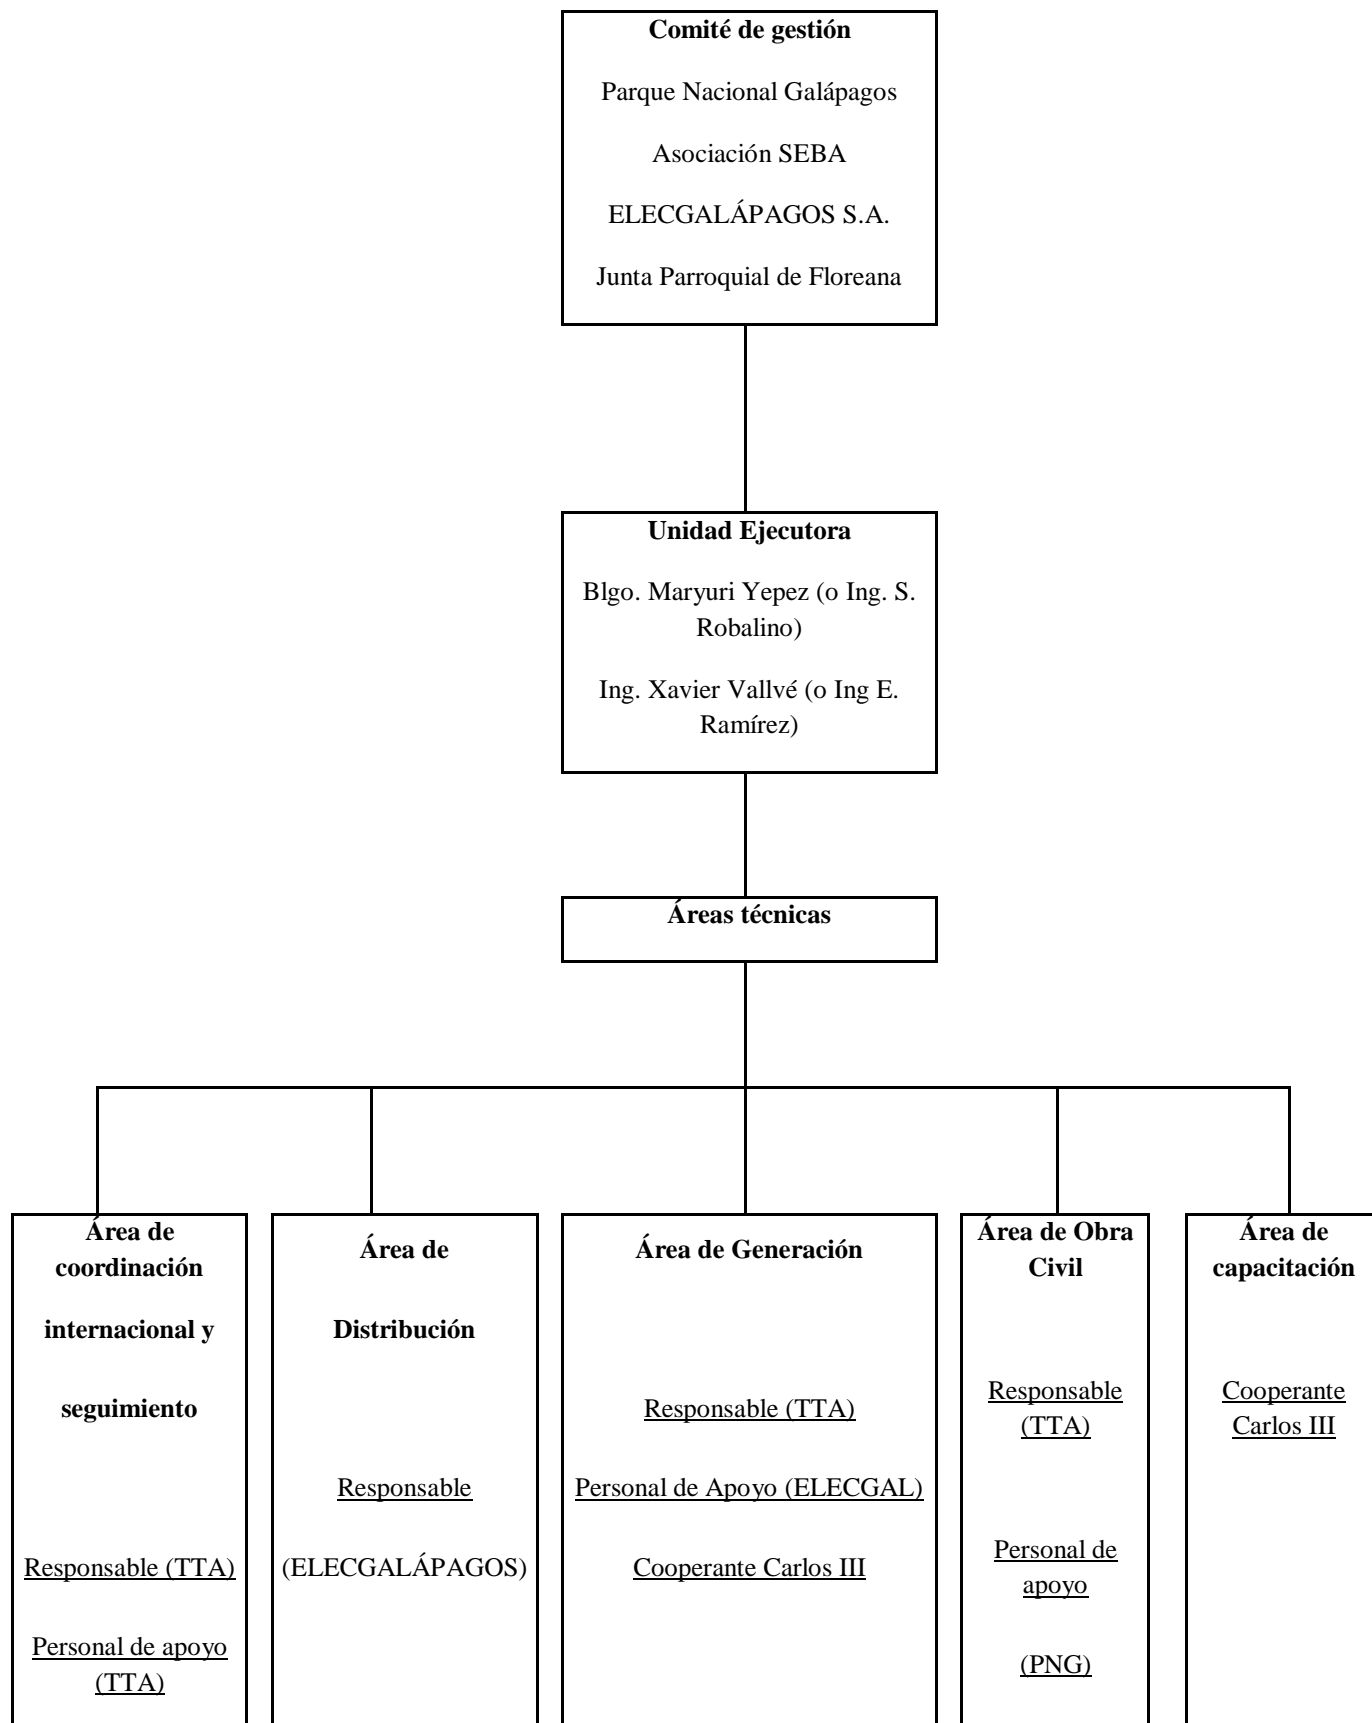 Comité de gestión
Parque Nacional Galápagos
Asociación SEBA
ELECGALÁPAGOS S.A.
Junta Parroquial de Floreana
Unidad Ejecutora
Blgo. Maryuri Yepez (o Ing. S.
Robalino)
Ing. Xavier Vallvé (o Ing E.
Ramírez)
Áreas técnicas
Área de
coordinación
internacional y
seguimiento
Responsable (TTA)
Personal de apoyo
(TTA)
Área de
Distribución
Responsable
(ELECGALÁPAGOS)
Área de Generación
Responsable (TTA)
Personal de Apoyo (ELECGAL)
Cooperante Carlos III
Área de Obra
Civil
Responsable
(TTA)
Personal de
apoyo
(PNG)
Área de
capacitación
Cooperante
Carlos III